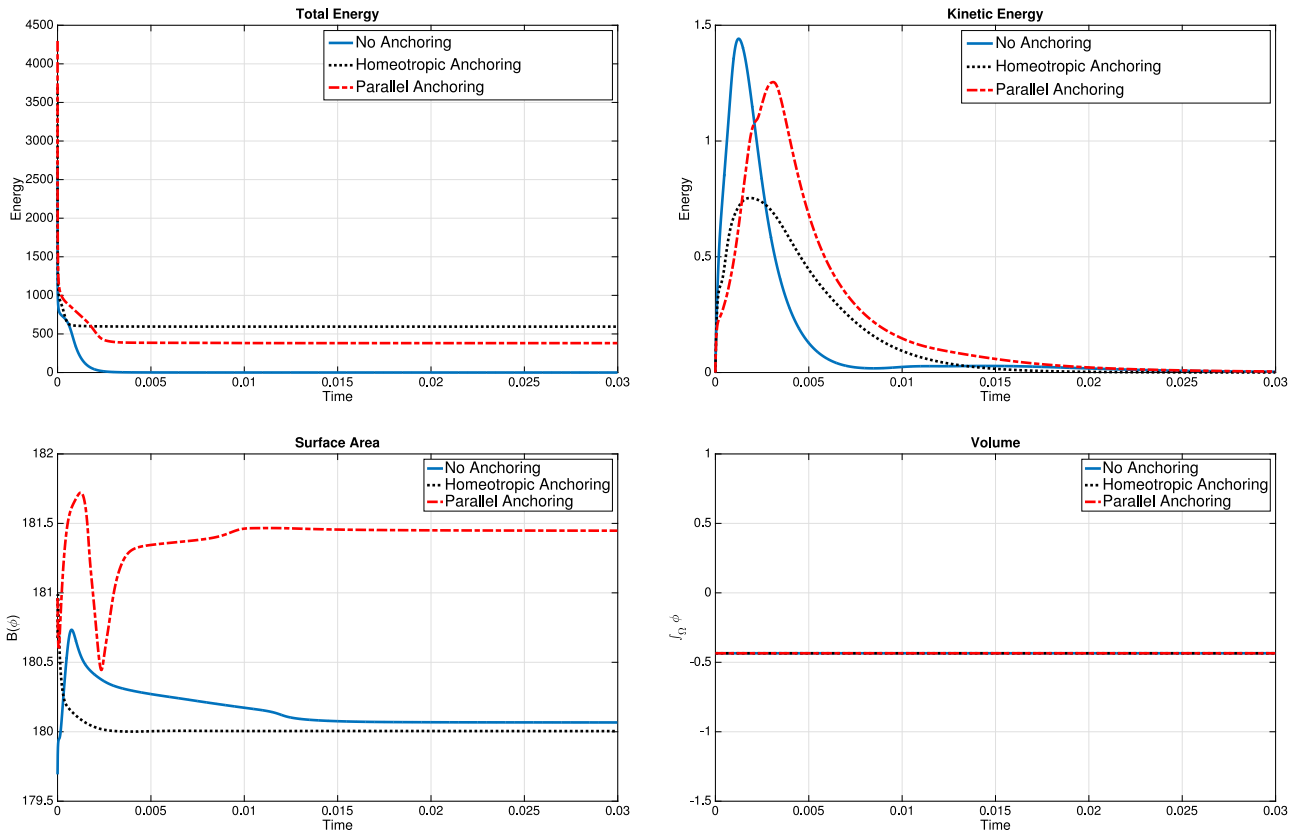 Total Energy
4500
4000
3500
3000
2500
2000
1500
1000
500
0
Energy
0 0.005 0.01 0.015 0.02 0.025 0.03
Time
No Anchoring
Homeotropic Anchoring
Parallel Anchoring
Kinetic Energy
1.5
1
0.5
0
Energy
0 0.005 0.01 0.015 0.02 0.025 0.03
Time
No Anchoring
Homeotropic Anchoring
Parallel Anchoring
Surface Area
182
181.5
181
180.5
180
179.5
B(ϕ)
0 0.005 0.01 0.015 0.02 0.025 0.03
Time
No Anchoring
Homeotropic Anchoring
Parallel Anchoring
Volume
1
0.5
0
-0.5
-1
-1.5
∫Ω ϕ
0 0.005 0.01 0.015 0.02 0.025 0.03
Time
No Anchoring
Homeotropic Anchoring
Parallel Anchoring